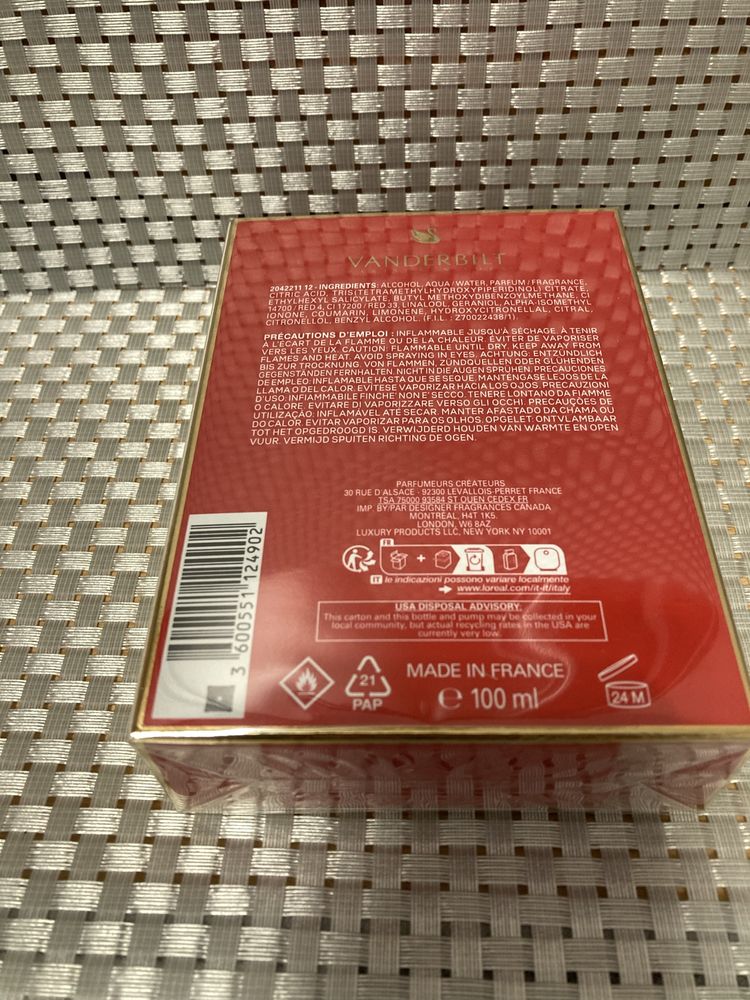 VANDERBILT
2042211 12 - INGREDIENTS: ALCOHOL, AQUA / WATER, PARFUM / FRAGRANCE,
CITRIC ACID, TRIS(TETRAMETHYLHYDROXYPIPERIDINOL) CITRATE,
ETHYLHEXYL SALICYLATE, BUTYL METHOXYDIBENZOYLMETHANE, CI
14700 / RED 4, CI 17200 / RED 33, LINALOOL, GERANIOL, ALPHA-ISOMETHYL
IONONE, COUMARIN, LIMONENE, HYDROXYCITRONELLAL, CITRAL,
CITRONELLOL, BENZYL ALCOHOL. (F.I.L. : Z70022438/1).
PRÉCAUTIONS D'EMPLOI : INFLAMMABLE JUSQU'À SÉCHAGE. À TENIR
À L'ÉCART DE LA FLAMME OU DE LA CHALEUR. ÉVITER DE VAPORISER
VERS LES YEUX. CAUTION: FLAMMABLE UNTIL DRY. KEEP AWAY FROM
FLAMES AND HEAT. AVOID SPRAYING IN EYES. ACHTUNG: ENTZÜNDLICH
BIS ZUR TROCKNUNG. VON FLAMMEN, ZÜNDQUELLEN ODER GLÜHENDEN
GEGENSTÄNDEN FERNHALTEN. NICHT IN DIE AUGEN SPRÜHEN. PRECAUCIONES
DE EMPLEO: INFLAMABLE HASTA QUE SE SEQUE. MANTÉNGASE LEJOS DE LA
LLAMA O DEL CALOR. EVÍTESE VAPORIZAR HACIA LOS OJOS. PRECAUZIONI
D'USO: INFIAMMABILE FINCHE' NON E' SECCO. TENERE LONTANO DA FIAMME
O CALORE. EVITARE DI VAPORIZZARE VERSO GLI OCCHI. PRECAUÇÕES DE
UTILIZAÇÃO: INFLAMÁVEL ATÉ SECAR. MANTER AFASTADO DA CHAMA OU
DO CALOR. EVITAR VAPORIZAR PARA OS OLHOS. OPGELET: ONTVLAMBAAR
TOT HET OPGEDROOGD IS. VERWIJDERD HOUDEN VAN WARMTE EN OPEN
VUUR. VERMIJD SPUITEN RICHTING DE OGEN.
PARFUMEURS CRÉATEURS
30 RUE D'ALSACE - 92300 LEVALLOIS-PERRET FRANCE
TSA 75000 93584 ST OUEN CEDEX FR
IMP. BY/PAR DESIGNER FRAGRANCES CANADA
MONTRÉAL, H4T 1K5.
LONDON, W6 8AZ
LUXURY PRODUCTS LLC, NEW YORK NY 10001
FR
IT le indicazioni possono variare localmente
www.loreal.com/it-it/italy
USA DISPOSAL ADVISORY.
This carton and this bottle and pump may be collected in your
local community, but actual recycling rates in the USA are
currently very low.
3 600551 124902
21
PAP
MADE IN FRANCE
e 100 ml
24 M